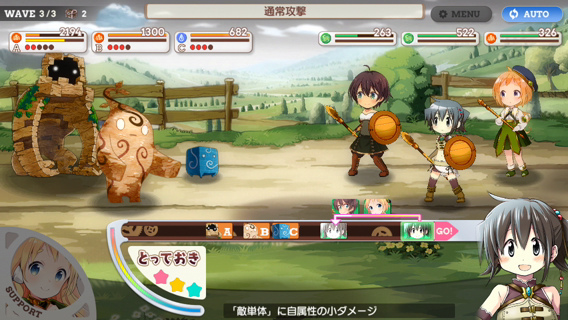 WAVE 3/3 2
通常攻撃
MENU
AUTO
2194
A
1300
B
682
C
263
522
326
A B C GO!
とっておき
SUPPORT
「敵単体」に自属性の小ダメージ